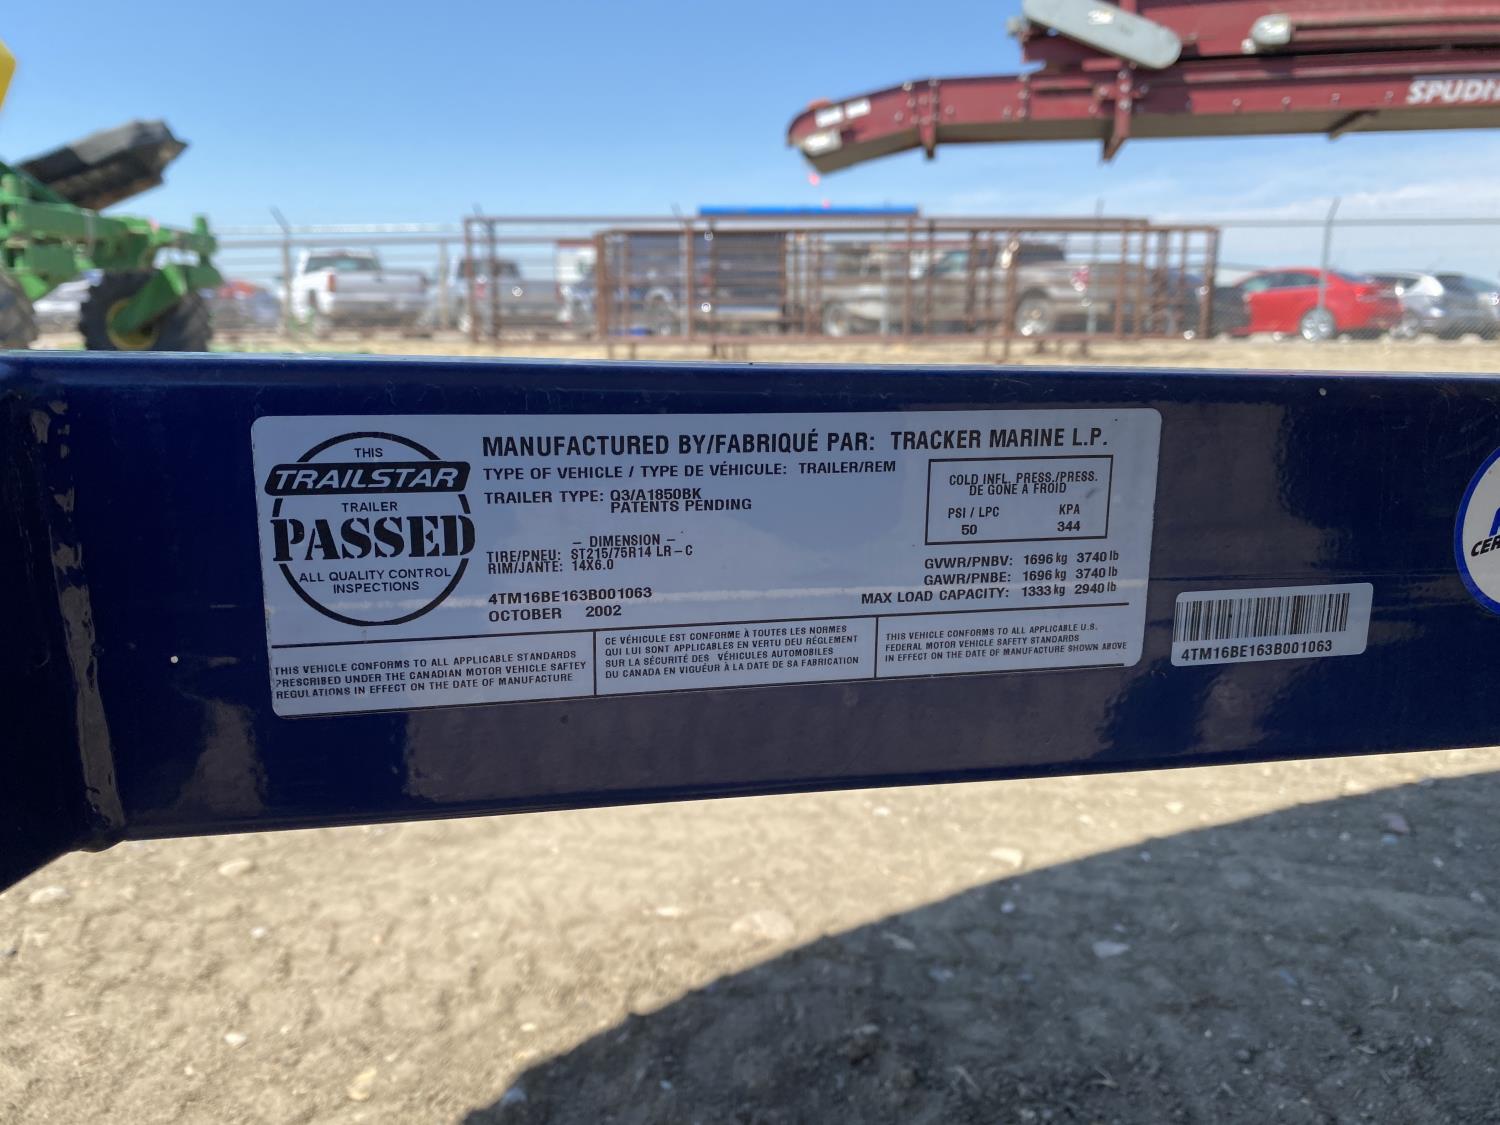 SPUDN
THIS
TRAILSTAR
TRAILER
PASSED
ALL QUALITY CONTROL
INSPECTIONS
MANUFACTURED BY/FABRIQUÉ PAR: TRACKER MARINE L.P.
TYPE OF VEHICLE / TYPE DE VÉHICULE: TRAILER/REM
TRAILER TYPE: Q3/A1850BK
PATENTS PENDING
– DIMENSION –
TIRE/PNEU: ST215/75R14 LR–C
RIM/JANTE: 14X6.0
4TM16BE163B001063
OCTOBER 2002
COLD INFL. PRESS./PRESS.
DE GONE A FROID
PSI / LPC KPA
50 344
GVWR/PNBV: 1696 kg 3740 lb
GAWR/PNBE: 1696 kg 3740 lb
MAX LOAD CAPACITY: 1333 kg 2940 lb
THIS VEHICLE CONFORMS TO ALL APPLICABLE STANDARDS
PRESCRIBED UNDER THE CANADIAN MOTOR VEHICLE SAFTEY
REGULATIONS IN EFFECT ON THE DATE OF MANUFACTURE
CE VÉHICULE EST CONFORME À TOUTES LES NORMES
QUI LUI SONT APPLICABLES EN VERTU DEU RÉGLEMENT
SUR LA SÉCURITÉ DES VÉHICULES AUTOMOBILES
DU CANADA EN VIGUEÜR À LA DATE DE SA FABRICATION
THIS VEHICLE CONFORMS TO ALL APPLICABLE U.S.
FEDERAL MOTOR VEHICLE SAFETY STANDARDS
IN EFFECT ON THE DATE OF MANUFACTURE SHOWN ABOVE
4TM16BE163B001063
CER